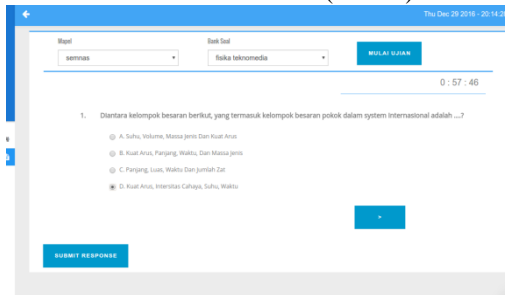 Thu Dec 29 2016 - 20:14:28
Mapel
Bank Soal
semnas
fisika teknomedia
MULAI UJIAN
0 : 57 : 46
1. Diantara kelompok besaran berikut, yang termasuk kelompok besaran pokok dalam system internasional adalah ....?
A. Suhu, Volume, Massa Jenis Dan Kuat Arus
B. Kuat Arus, Panjang, Waktu, Dan Massa Jenis
C. Panjang, Luas, Waktu Dan Jumlah Zat
D. Kuat Arus, Intersitas Cahaya, Suhu, Waktu
>
SUBMIT RESPONSE